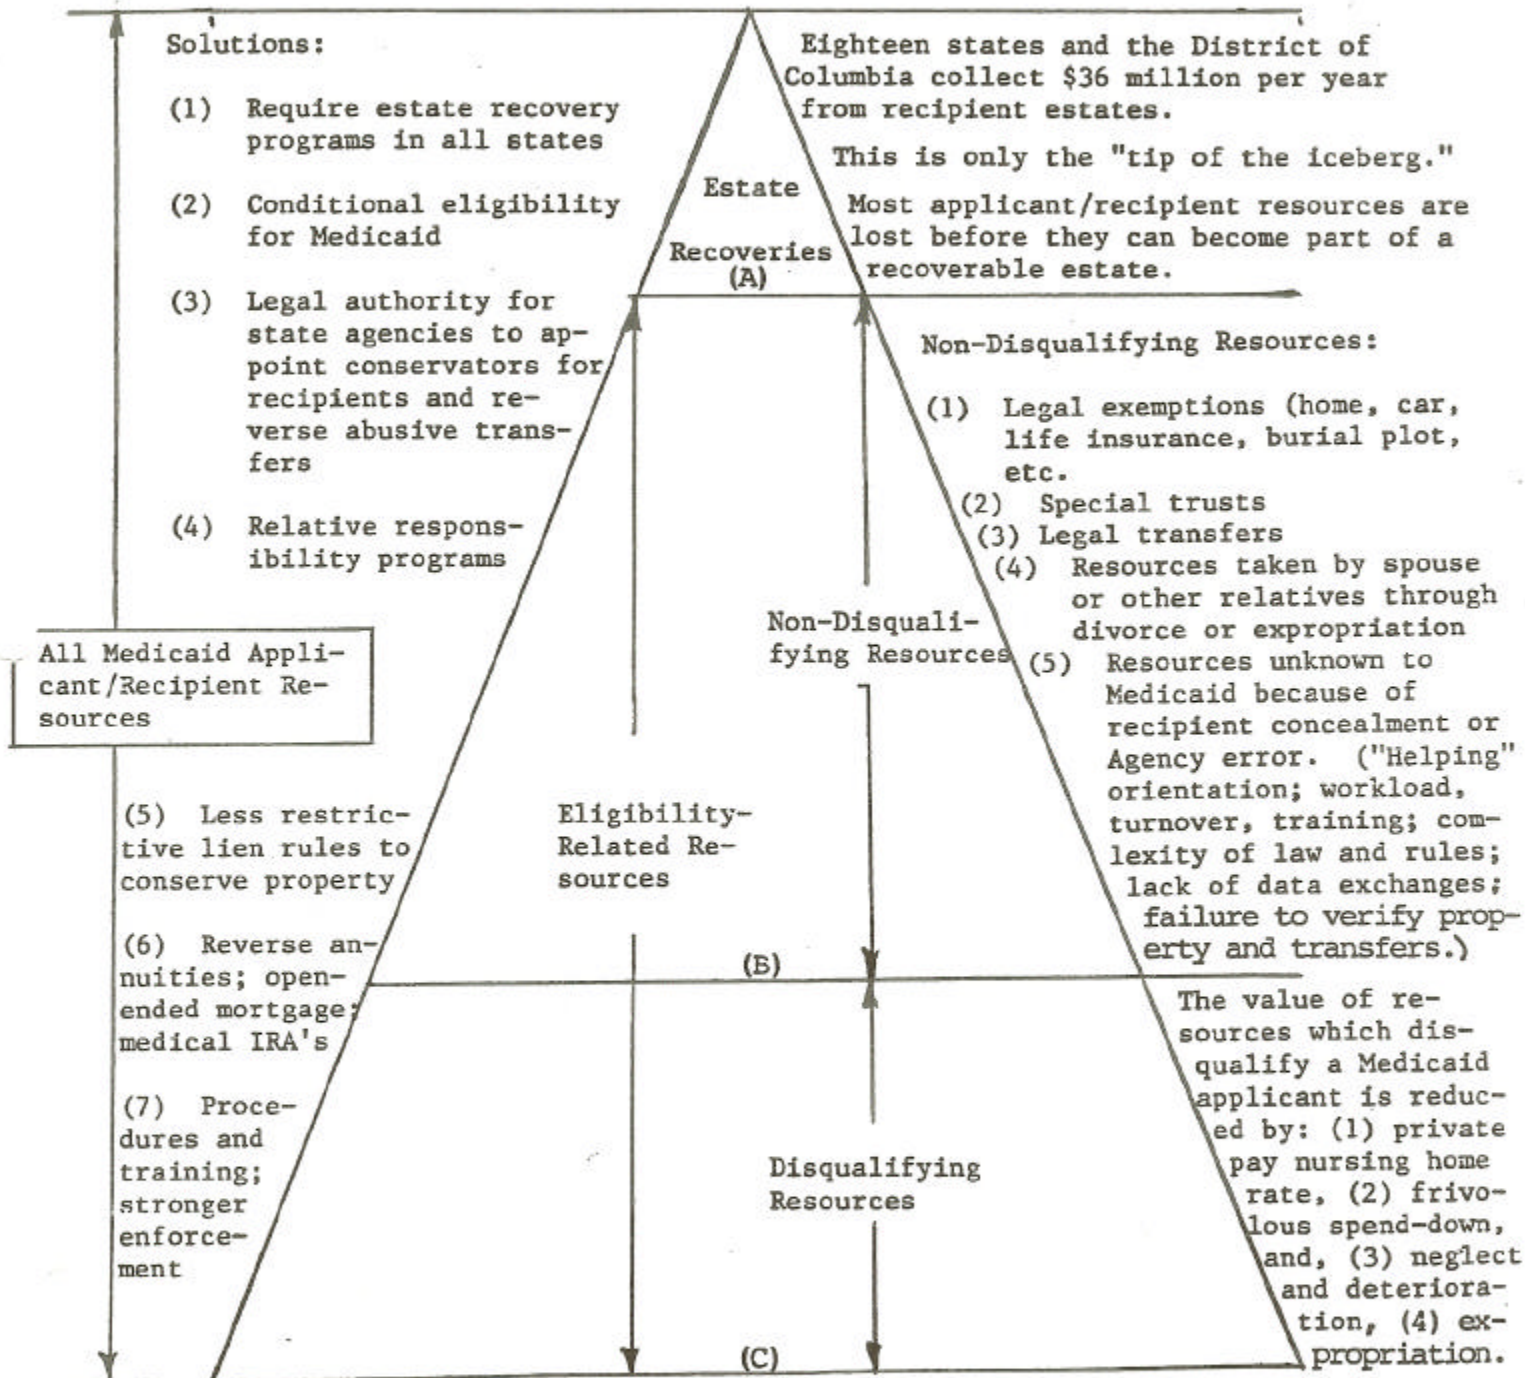 Solutions:
(1) Require estate recovery
programs in all states
(2) Conditional eligibility
for Medicaid
(3) Legal authority for
state agencies to ap-
point conservators for
recipients and re-
verse abusive trans-
fers
(4) Relative respons-
ibility programs
All Medicaid Appli-
cant/Recipient Re-
sources
(5) Less restric-
tive lien rules to
conserve property
(6) Reverse an-
nuities; open-
ended mortgage;
medical IRA's
(7) Proce-
dures and
training;
stronger
enforce-
ment
Estate
Recoveries
(A)
Eligibility-
Related Re-
sources
Non-Disquali-
fying Resources
(B)
Disqualifying
Resources
(C)
Eighteen states and the District of
Columbia collect $36 million per year
from recipient estates.
This is only the "tip of the iceberg."
Most applicant/recipient resources are
lost before they can become part of a
recoverable estate.
Non-Disqualifying Resources:
(1) Legal exemptions (home, car,
life insurance, burial plot,
etc.
(2) Special trusts
(3) Legal transfers
(4) Resources taken by spouse
or other relatives through
divorce or expropriation
(5) Resources unknown to
Medicaid because of
recipient concealment or
Agency error. ("Helping"
orientation; workload,
turnover, training; com-
lexity of law and rules;
lack of data exchanges;
failure to verify prop-
erty and transfers.)
The value of re-
sources which dis-
qualify a Medicaid
applicant is reduc-
ed by: (1) private
pay nursing home
rate, (2) frivo-
lous spend-down,
and, (3) neglect
and deteriora-
tion, (4) ex-
propriation.